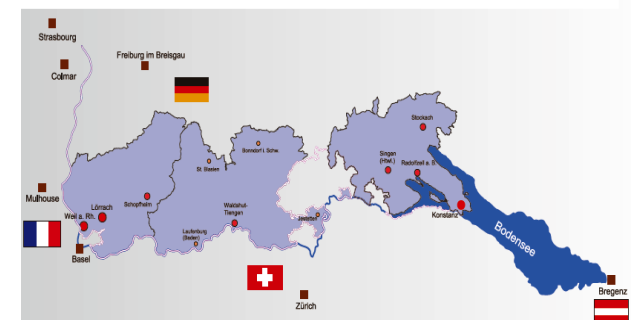 Strasbourg
Freiburg im Breisgau
Colmar
Stockach
Bonndorf i. Schw.
Singen
(Htwl.)
St. Blasien
Radolfzell a. B
Mulhouse
Schopfheim
Waldshut-
Tiengen
Lörrach
Weil a. Rh.
Jestetten
Konstanz
Laufenburg
(Baden)
Bodensee
Basel
Bregenz
Zürich